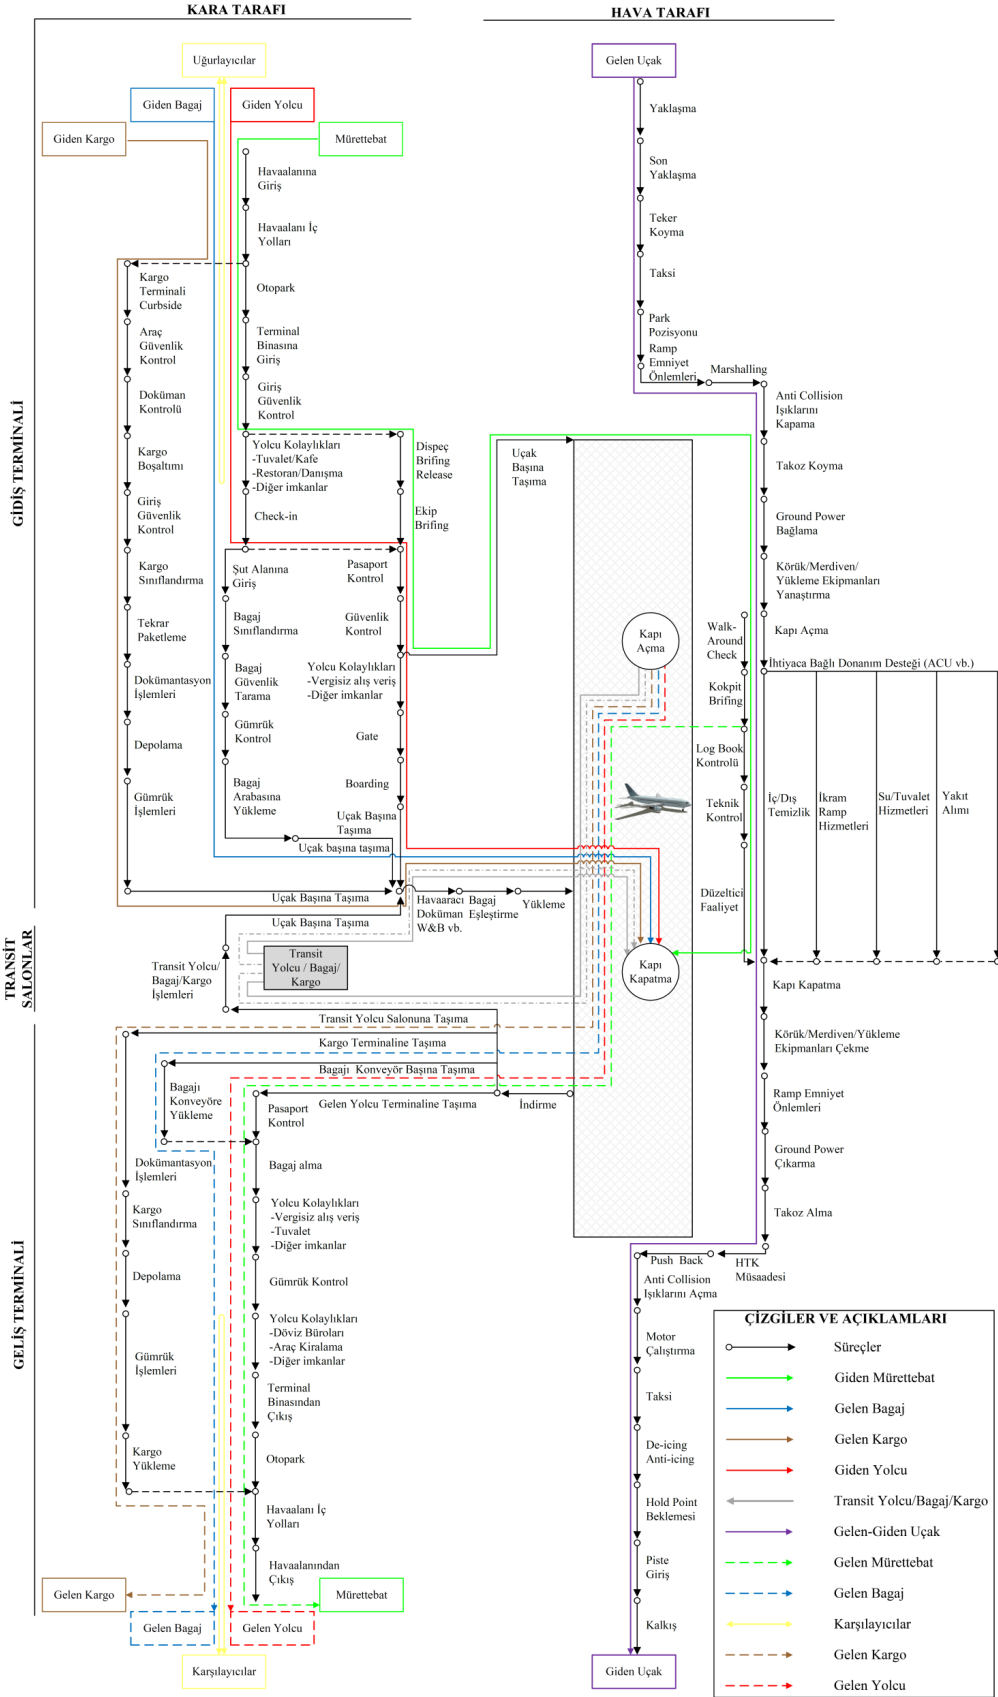 KARA TARAFI
HAVA TARAFI
Uğurlayıcılar
Gelen Uçak
Giden Bagaj
Giden Yolcu
Giden Kargo
Mürettebat
Yaklaşma
Son
Yaklaşma
Teker
Koyma
Taksi
Park
Pozisyonu
Ramp
Emniyet
Önlemleri
Marshalling
Havaalanına
Giriş
Havaalanı İç
Yolları
Otopark
Terminal
Binasına
Giriş
Giriş
Güvenlik
Kontrol
Kargo
Terminali
Curbside
Araç
Güvenlik
Kontrol
Doküman
Kontrolü
Kargo
Boşaltımı
Giriş
Güvenlik
Kontrol
Kargo
Sınıflandırma
Tekrar
Paketleme
Dokümantasyon
İşlemleri
Depolama
Gümrük
İşlemleri
GİDİŞ TERMİNALİ
Yolcu Kolaylıkları
-Tuvalet/Kafe
-Restoran/Danışma
-Diğer imkanlar
Check-in
Dispeç
Brifing
Release
Ekip
Brifing
Şut Alanına
Giriş
Bagaj
Sınıflandırma
Bagaj
Güvenlik
Tarama
Gümrük
Kontrol
Bagaj
Arabasına
Yükleme
Pasaport
Kontrol
Güvenlik
Kontrol
Yolcu Kolaylıkları
-Vergisiz alış veriş
-Diğer imkanlar
Gate
Boarding
Uçak Başına
Taşıma
Uçak başına taşıma
Uçak Başına Taşıma
Uçak Başına Taşıma
Uçak
Başına
Taşıma
Havaaracı
Doküman
W&B vb.
Bagaj
Eşleştirme
Yükleme
Kapı
Açma
Kapı
Kapatma
Anti Collision
Işıklarını
Kapama
Takoz Koyma
Ground Power
Bağlama
Körük/Merdiven/
Yükleme Ekipmanları
Yanaştırma
Kapı Açma
İhtiyaca Bağlı Donanım Desteği (ACU vb.)
Walk-
Around
Check
Kokpit
Brifing
Log Book
Kontrolü
Teknik
Kontrol
Düzeltici
Faaliyet
İç/Dış
Temizlik
İkram
Ramp
Hizmetleri
Su/Tuvalet
Hizmetleri
Yakıt
Alımı
TRANSİT
SALONLAR
Transit
Yolcu / Bagaj/
Kargo
Transit Yolcu/
Bagaj/Kargo
İşlemleri
Transit Yolcu Salonuna Taşıma
Kargo Terminaline Taşıma
Bagajı Konveyör Başına Taşıma
Gelen Yolcu Terminaline Taşıma
İndirme
GELİŞ TERMİNALİ
Bagajı
Konveyöre
Yükleme
Pasaport
Kontrol
Bagaj alma
Yolcu Kolaylıkları
-Vergisiz alış veriş
-Tuvalet
-Diğer imkanlar
Gümrük Kontrol
Yolcu Kolaylıkları
-Döviz Büroları
-Araç Kiralama
-Diğer imkanlar
Terminal
Binasından
Çıkış
Otopark
Havaalanı İç
Yolları
Havaalanından
Çıkış
Dokümantasyon
İşlemleri
Kargo
Sınıflandırma
Depolama
Gümrük
İşlemleri
Kargo
Yükleme
Gelen Kargo
Mürettebat
Gelen Bagaj
Gelen Yolcu
Karşılayıcılar
Kapı Kapatma
Körük/Merdiven/Yükleme
Ekipmanları Çekme
Ramp Emniyet
Önlemleri
Ground Power
Çıkarma
Takoz Alma
HTK
Müsaadesi
Push Back
Anti Collision
Işıklarını Açma
Motor
Çalıştırma
Taksi
De-icing
Anti-icing
Hold Point
Beklemesi
Piste
Giriş
Kalkış
Giden Uçak
ÇİZGİLER VE AÇIKLAMLARI
Süreçler
Giden Mürettebat
Gelen Bagaj
Gelen Kargo
Giden Yolcu
Transit Yolcu/Bagaj/Kargo
Gelen-Giden Uçak
Gelen Mürettebat
Gelen Bagaj
Karşılayıcılar
Gelen Kargo
Gelen Yolcu